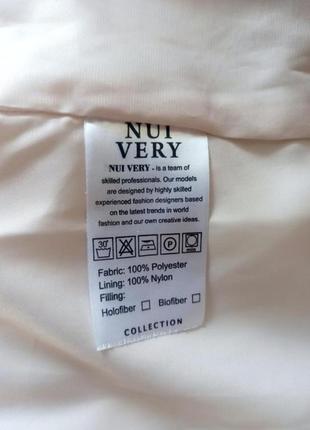 NUI
VERY
NUI VERY - is a team of
skilled professionals. Our models
are designed by highly skilled
experienced fashion designers based
on the latest trends in world
fashion and our own creative ideas.
30
P
Fabric: 100% Polyester
Lining: 100% Nylon
Filling:
Holofiber Biofiber
COLLECTION